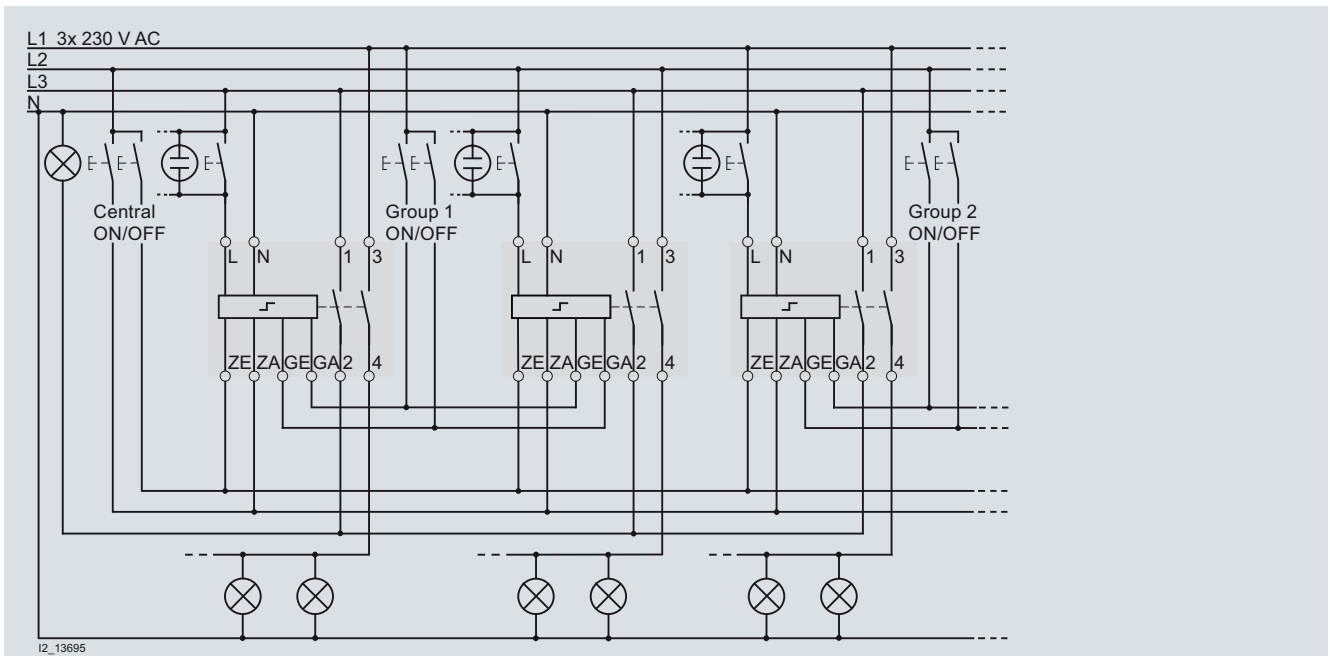 L1 3x 230 V AC
L2
L3
N
Central
ON/OFF
Group 1
ON/OFF
Group 2
ON/OFF
L N 1 3
L N 1 3
L N 1 3
ZE ZA GE GA 2 4
ZE ZA GE GA 2 4
ZE ZA GE GA 2 4
I2_13695